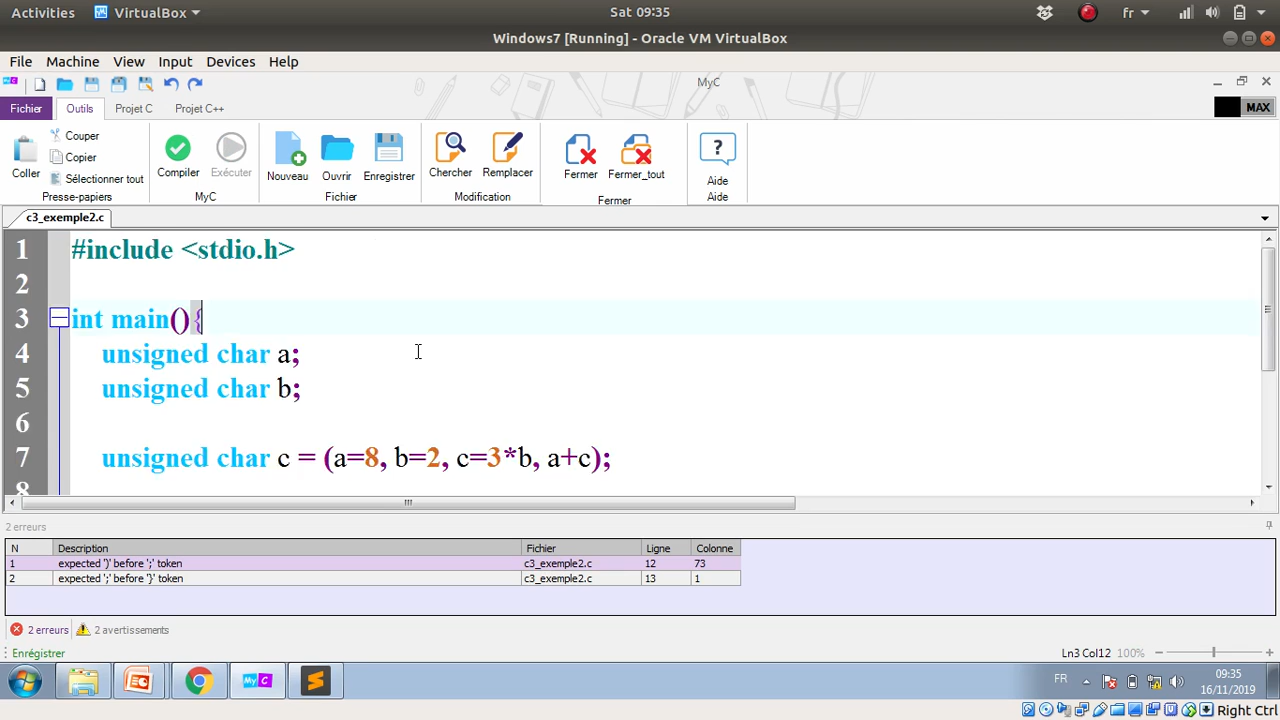 Activities VirtualBox Sat 09:35 fr
Windows7 [Running] - Oracle VM VirtualBox
File Machine View Input Devices Help
MyC
Fichier Outils Projet C Projet C++ MAX
Couper
Copier
Sélectionner tout
Coller
Presse-papiers
Compiler Exécuter
MyC
Nouveau Ouvrir Enregistrer
Fichier
Chercher Remplacer
Modification
Fermer Fermer_tout
Fermer
Aide
Aide
c3_exemple2.c
1 #include <stdio.h>
2
3 int main(){
4 unsigned char a;
5 unsigned char b;
6
7 unsigned char c = (a=8, b=2, c=3*b, a+c);
8
2 erreurs
N Description Fichier Ligne Colonne
1 expected ')' before ';' token c3_exemple2.c 12 73
2 expected ';' before '}' token c3_exemple2.c 13 1
2 erreurs 2 avertissements
Enrégistrer Ln3 Col12 100%
MyC FR 09:35
16/11/2019
Right Ctrl